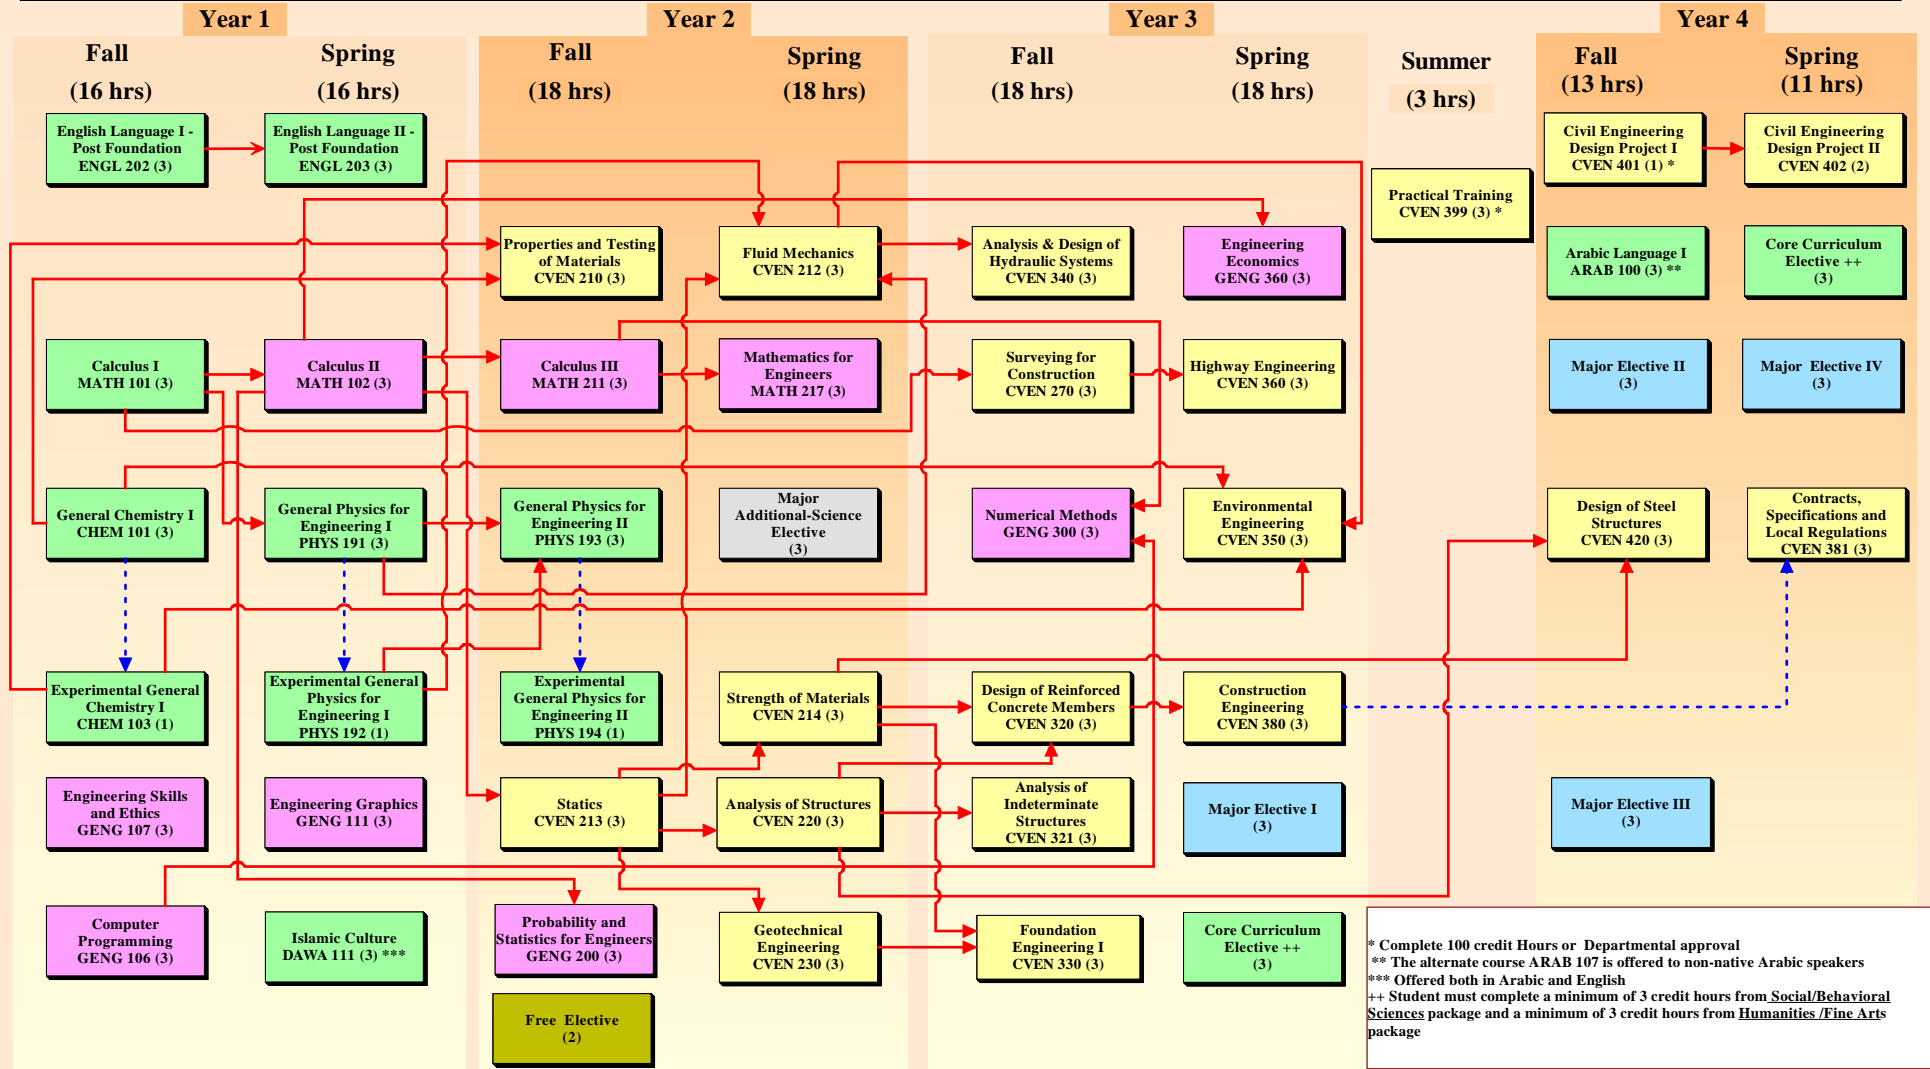 Year 1
Year 2
Year 3
Year 4
Fall
(16 hrs)
Spring
(16 hrs)
Fall
(18 hrs)
Spring
(18 hrs)
Fall
(18 hrs)
Spring
(18 hrs)
Summer
(3 hrs)
Fall
(13 hrs)
Spring
(11 hrs)
English Language I -
Post Foundation
ENGL 202 (3)
English Language II -
Post Foundation
ENGL 203 (3)
Civil Engineering
Design Project I
CVEN 401 (1) *
Civil Engineering
Design Project II
CVEN 402 (2)
Practical Training
CVEN 399 (3) *
Properties and Testing
of Materials
CVEN 210 (3)
Fluid Mechanics
CVEN 212 (3)
Analysis & Design of
Hydraulic Systems
CVEN 340 (3)
Engineering
Economics
GENG 360 (3)
Arabic Language I
ARAB 100 (3) **
Core Curriculum
Elective ++
(3)
Calculus I
MATH 101 (3)
Calculus II
MATH 102 (3)
Calculus III
MATH 211 (3)
Mathematics for
Engineers
MATH 217 (3)
Surveying for
Construction
CVEN 270 (3)
Highway Engineering
CVEN 360 (3)
Major Elective II
(3)
Major Elective IV
(3)
General Chemistry I
CHEM 101 (3)
General Physics for
Engineering I
PHYS 191 (3)
General Physics for
Engineering II
PHYS 193 (3)
Major
Additional-Science
Elective
(3)
Numerical Methods
GENG 300 (3)
Environmental
Engineering
CVEN 350 (3)
Design of Steel
Structures
CVEN 420 (3)
Contracts,
Specifications and
Local Regulations
CVEN 381 (3)
Experimental General
Chemistry I
CHEM 103 (1)
Experimental General
Physics for
Engineering I
PHYS 192 (1)
Experimental
General Physics for
Engineering II
PHYS 194 (1)
Strength of Materials
CVEN 214 (3)
Design of Reinforced
Concrete Members
CVEN 320 (3)
Construction
Engineering
CVEN 380 (3)
Engineering Skills
and Ethics
GENG 107 (3)
Engineering Graphics
GENG 111 (3)
Statics
CVEN 213 (3)
Analysis of Structures
CVEN 220 (3)
Analysis of
Indeterminate
Structures
CVEN 321 (3)
Major Elective I
(3)
Major Elective III
(3)
Computer
Programming
GENG 106 (3)
Islamic Culture
DAWA 111 (3) ***
Probability and
Statistics for Engineers
GENG 200 (3)
Geotechnical
Engineering
CVEN 230 (3)
Foundation
Engineering I
CVEN 330 (3)
Core Curriculum
Elective ++
(3)
Free Elective
(2)
* Complete 100 credit Hours or Departmental approval
** The alternate course ARAB 107 is offered to non-native Arabic speakers
*** Offered both in Arabic and English
++ Student must complete a minimum of 3 credit hours from Social/Behavioral
Sciences package and a minimum of 3 credit hours from Humanities /Fine Arts
package